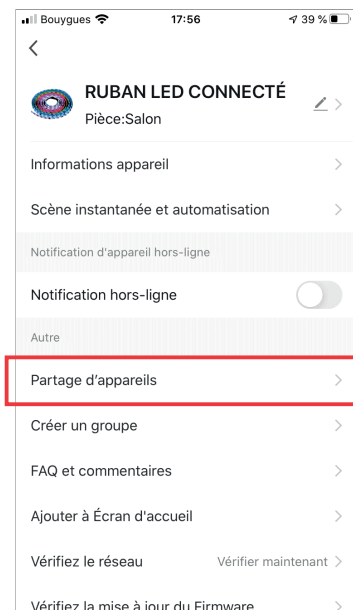 Bouygues 17:56 39 %
RUBAN LED CONNECTÉ
Pièce:Salon
Informations appareil
Scène instantanée et automatisation
Notification d'appareil hors-ligne
Notification hors-ligne
Autre
Partage d’appareils
Créer un groupe
FAQ et commentaires
Ajouter à Écran d'accueil
Vérifiez le réseau Vérifier maintenant
Vérifiez la mise à jour du Firmware